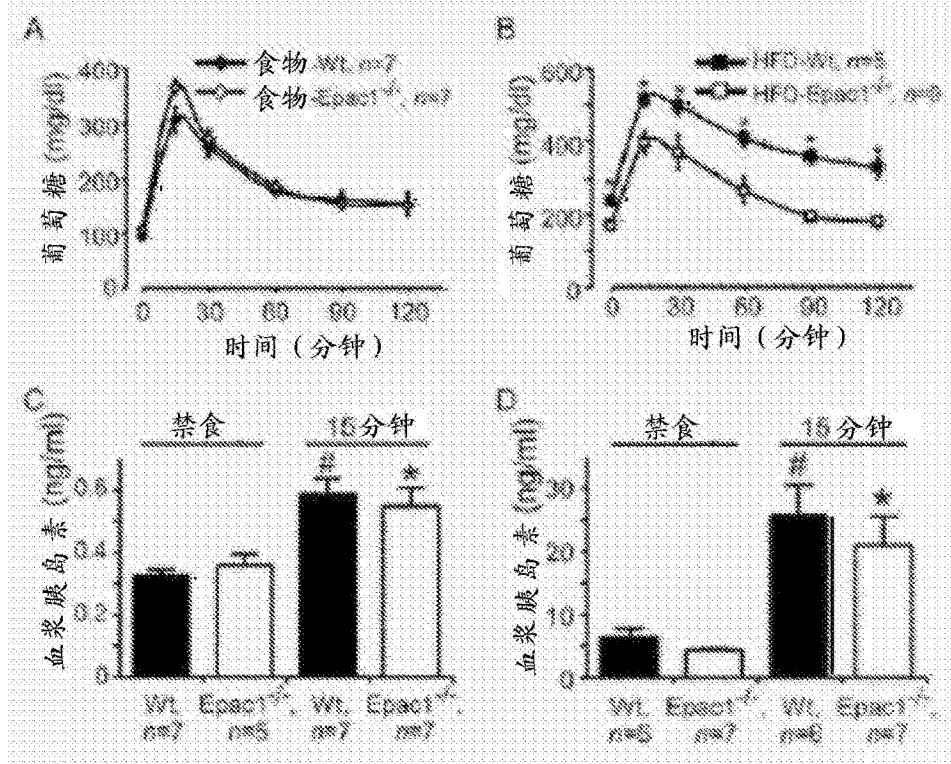 A
食物-Wt, n=7
食物-Epac1-/-, n=7
葡萄糖 (mg/dl)
400
300
200
100
0
0 30 60 90 120
时间 (分钟)
B
HFD-Wt, n=5
HFD-Epac1-/-,
葡萄糖 (mg/dl)
600
400
200
0
0 30 60 90 120
时间 (分钟)
C
禁食
15分钟
血浆胰岛素 (ng/ml)
0.6
0.4
0.2
0
#
*
Wt, n=7
Epac1-/-, n=5
Wt, n=7
Epac1-/-, n=7
D
禁食
15分钟
血浆胰岛素 (ng/ml)
30
20
10
0
#
*
Wt, n=6
Epac1-/-, n=7
Wt, n=6
Epac1-/-, n=7